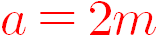 a = 2m